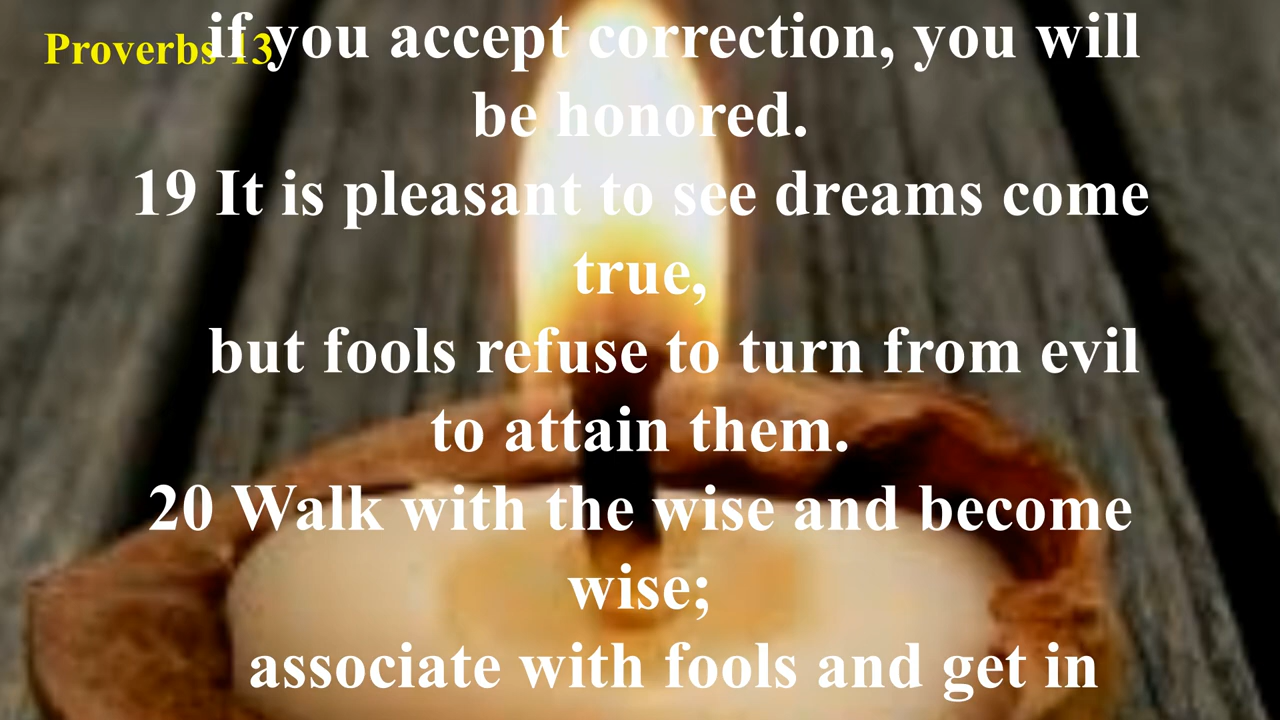 Proverbs 13
if you accept correction, you will
be honored.
19 It is pleasant to see dreams come
true,
but fools refuse to turn from evil
to attain them.
20 Walk with the wise and become
wise;
associate with fools and get in